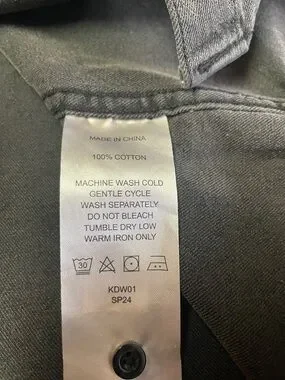 MADE IN CHINA
100% COTTON
MACHINE WASH COLD
GENTLE CYCLE
WASH SEPARATELY
DO NOT BLEACH
TUMBLE DRY LOW
WARM IRON ONLY
30
KDW01
SP24